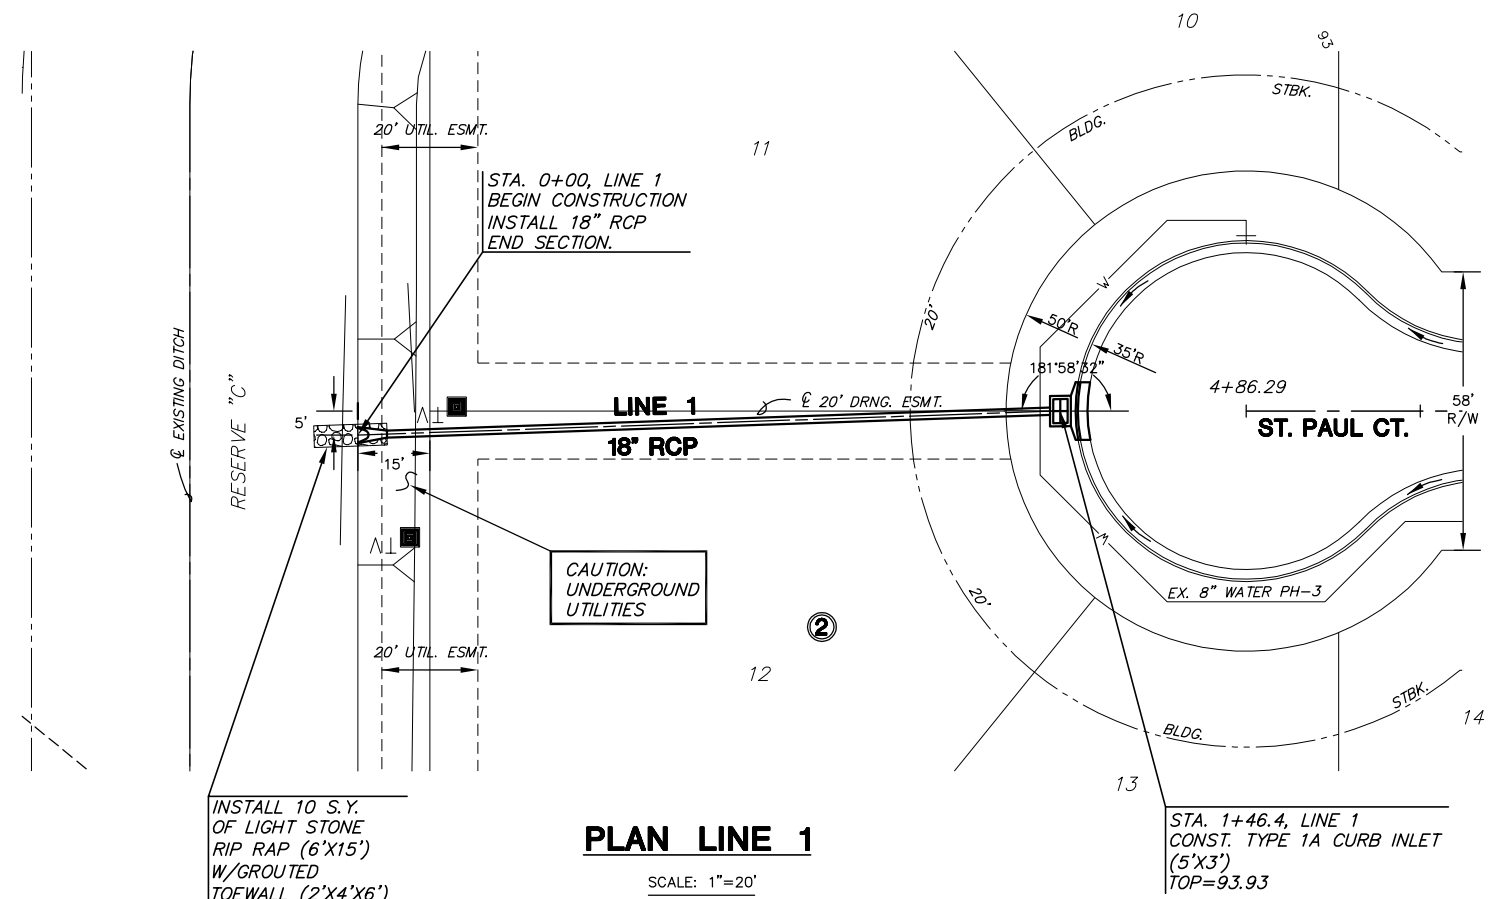 10
93
STBK.
BLDG.
20' UTIL. ESMT.
11
STA. 0+00, LINE 1
BEGIN CONSTRUCTION
INSTALL 18" RCP
END SECTION.
W
20'
50'R
35'R
181°58'32"
℄ EXISTING DITCH
RESERVE "C"
5'
TV
LINE 1
℄ 20' DRNG. ESMT.
4+86.29
58'
R/W
ST. PAUL CT.
18" RCP
15'
TV
W
CAUTION:
UNDERGROUND
UTILITIES
EX. 8" WATER PH-3
20'
2
20' UTIL. ESMT.
12
STBK.
14
BLDG.
13
INSTALL 10 S.Y.
OF LIGHT STONE
RIP RAP (6'X15')
W/GROUTED
TOEWALL (2'X4'X6')
PLAN LINE 1
SCALE: 1"=20'
STA. 1+46.4, LINE 1
CONST. TYPE 1A CURB INLET
(5'X3')
TOP=93.93